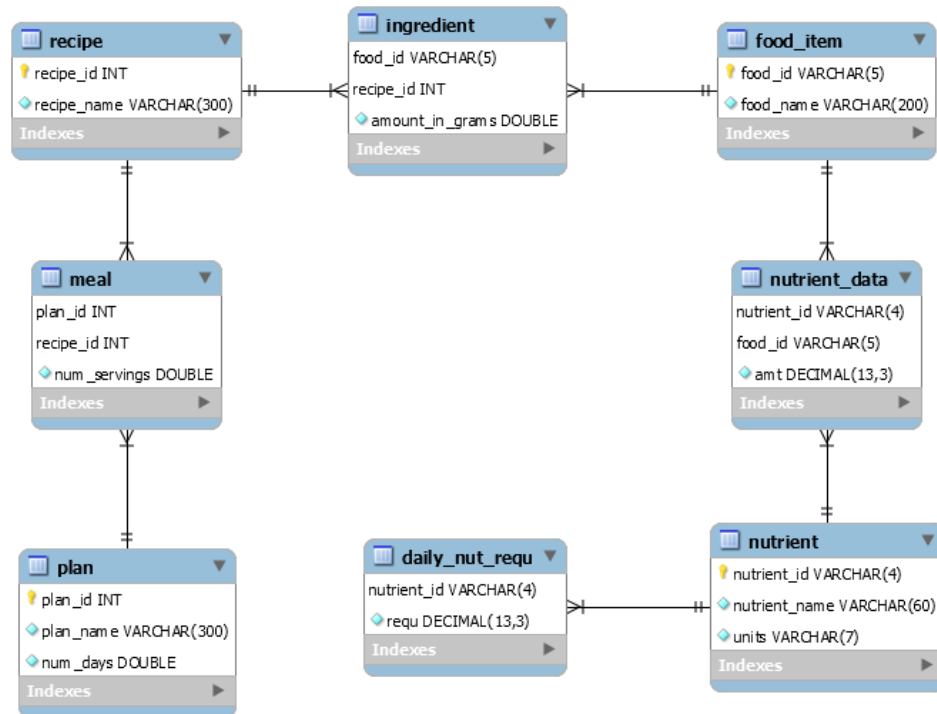 recipe
recipe_id INT
recipe_name VARCHAR(300)
Indexes
ingredient
food_id VARCHAR(5)
recipe_id INT
amount_in_grams DOUBLE
Indexes
food_item
food_id VARCHAR(5)
food_name VARCHAR(200)
Indexes
meal
plan_id INT
recipe_id INT
num_servings DOUBLE
Indexes
nutrient_data
nutrient_id VARCHAR(4)
food_id VARCHAR(5)
amt DECIMAL(13,3)
Indexes
plan
plan_id INT
plan_name VARCHAR(300)
num_days DOUBLE
Indexes
daily_nut_requ
nutrient_id VARCHAR(4)
requ DECIMAL(13,3)
Indexes
nutrient
nutrient_id VARCHAR(4)
nutrient_name VARCHAR(60)
units VARCHAR(7)
Indexes